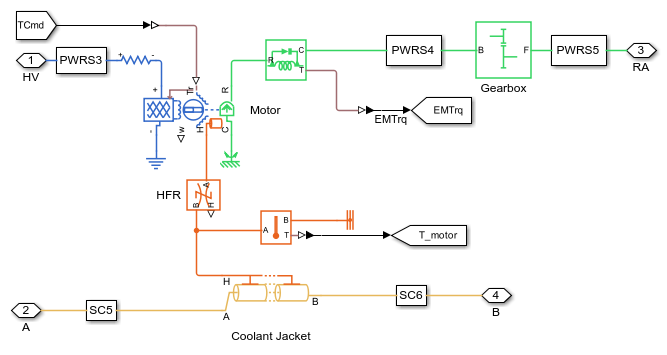 TCmd
1
HV
PWRS3
+ -
+
-
Tr
w
H
R
C
Motor
R
C
T
PWRS4
B
F
Gearbox
PWRS5
3
RA
EMTrq
EMTrq
HFR
A
B
H
A
B
T
T_motor
H
A
B
Coolant Jacket
2
A
SC5
SC6
4
B